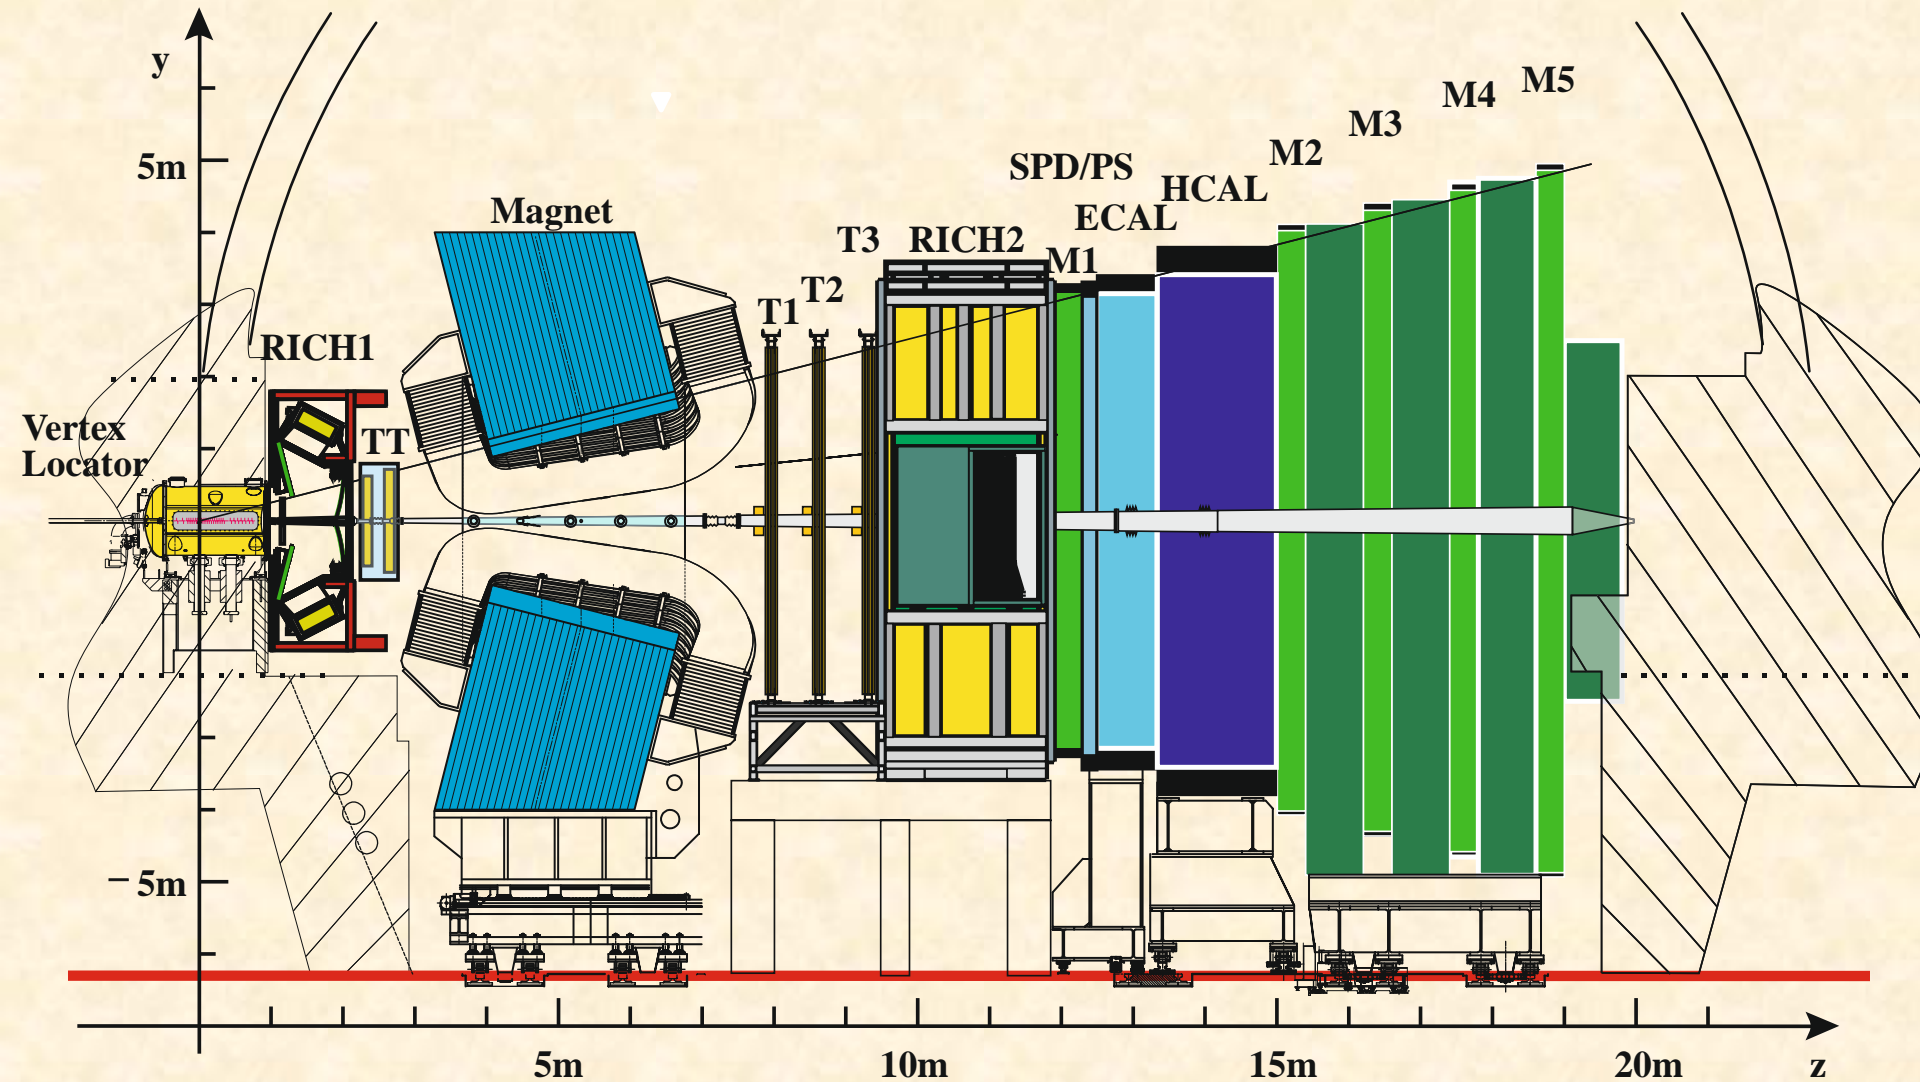 y
5m
M5
M4
M3
M2
SPD/PS
HCAL
ECAL
Magnet
T3
RICH2
M1
T2
T1
RICH1
Vertex
Locator
TT
− 5m
5m
10m
15m
20m
z